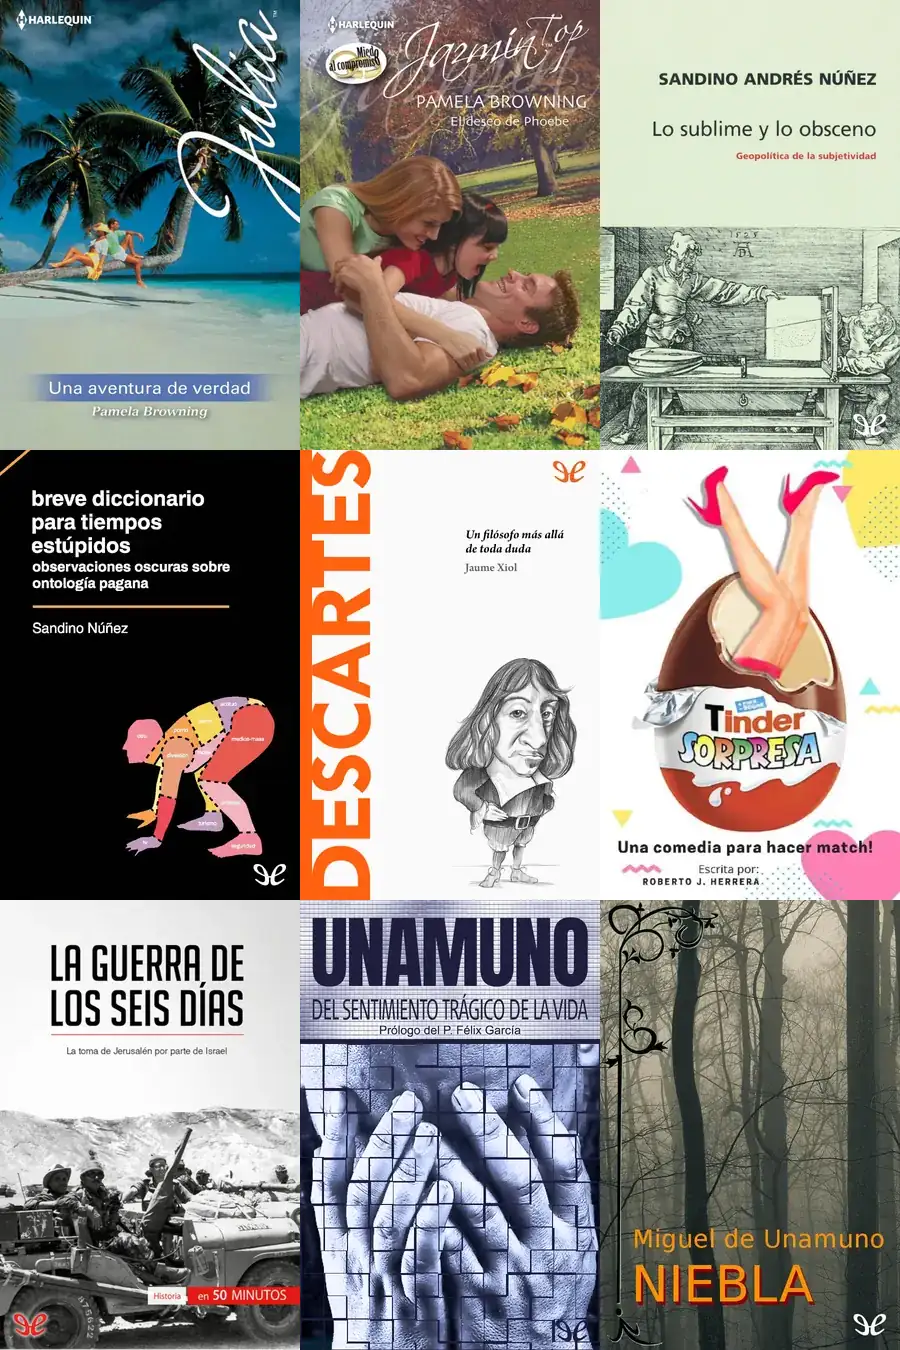 HARLEQUIN
Julia
Una aventura de verdad
Pamela Browning
HARLEQUIN
Jazmin Top
Miedo
al compromiso
PAMELA BROWNING
El deseo de Phoebe
SANDINO ANDRÉS NÚÑEZ
Lo sublime y lo obsceno
Geopolítica de la subjetividad
breve diccionario
para tiempos
estúpidos
observaciones oscuras sobre
ontología pagana
Sandino Núñez
DESCARTES
Un filósofo más allá
de toda duda
Jaume Xiol
Tinder
SORPRESA
Una comedia para hacer match!
Escrita por:
ROBERTO J. HERRERA
LA GUERRA DE
LOS SEIS DÍAS
La toma de Jerusalén por parte de Israel
Historia en 50 MINUTOS
UNAMUNO
DEL SENTIMIENTO TRÁGICO DE LA VIDA
Prólogo del P. Félix García
Miguel de Unamuno
NIEBLA